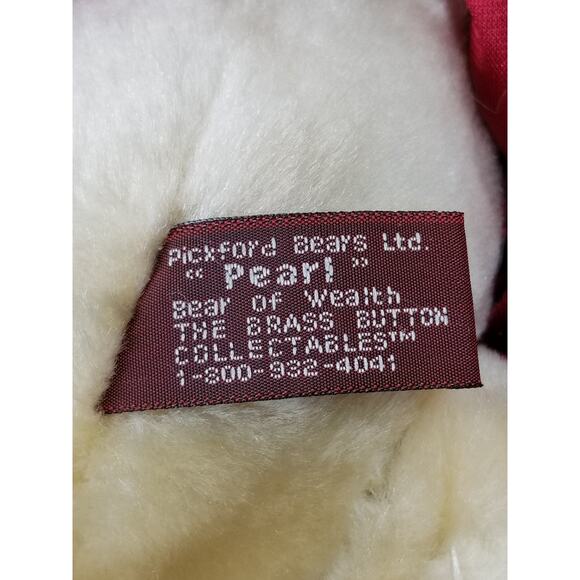 Pickford Bears Ltd.
"Pearl"
Bear Of Wealth
THE BRASS BUTTON
COLLECTABLES™
1-800-932-4041